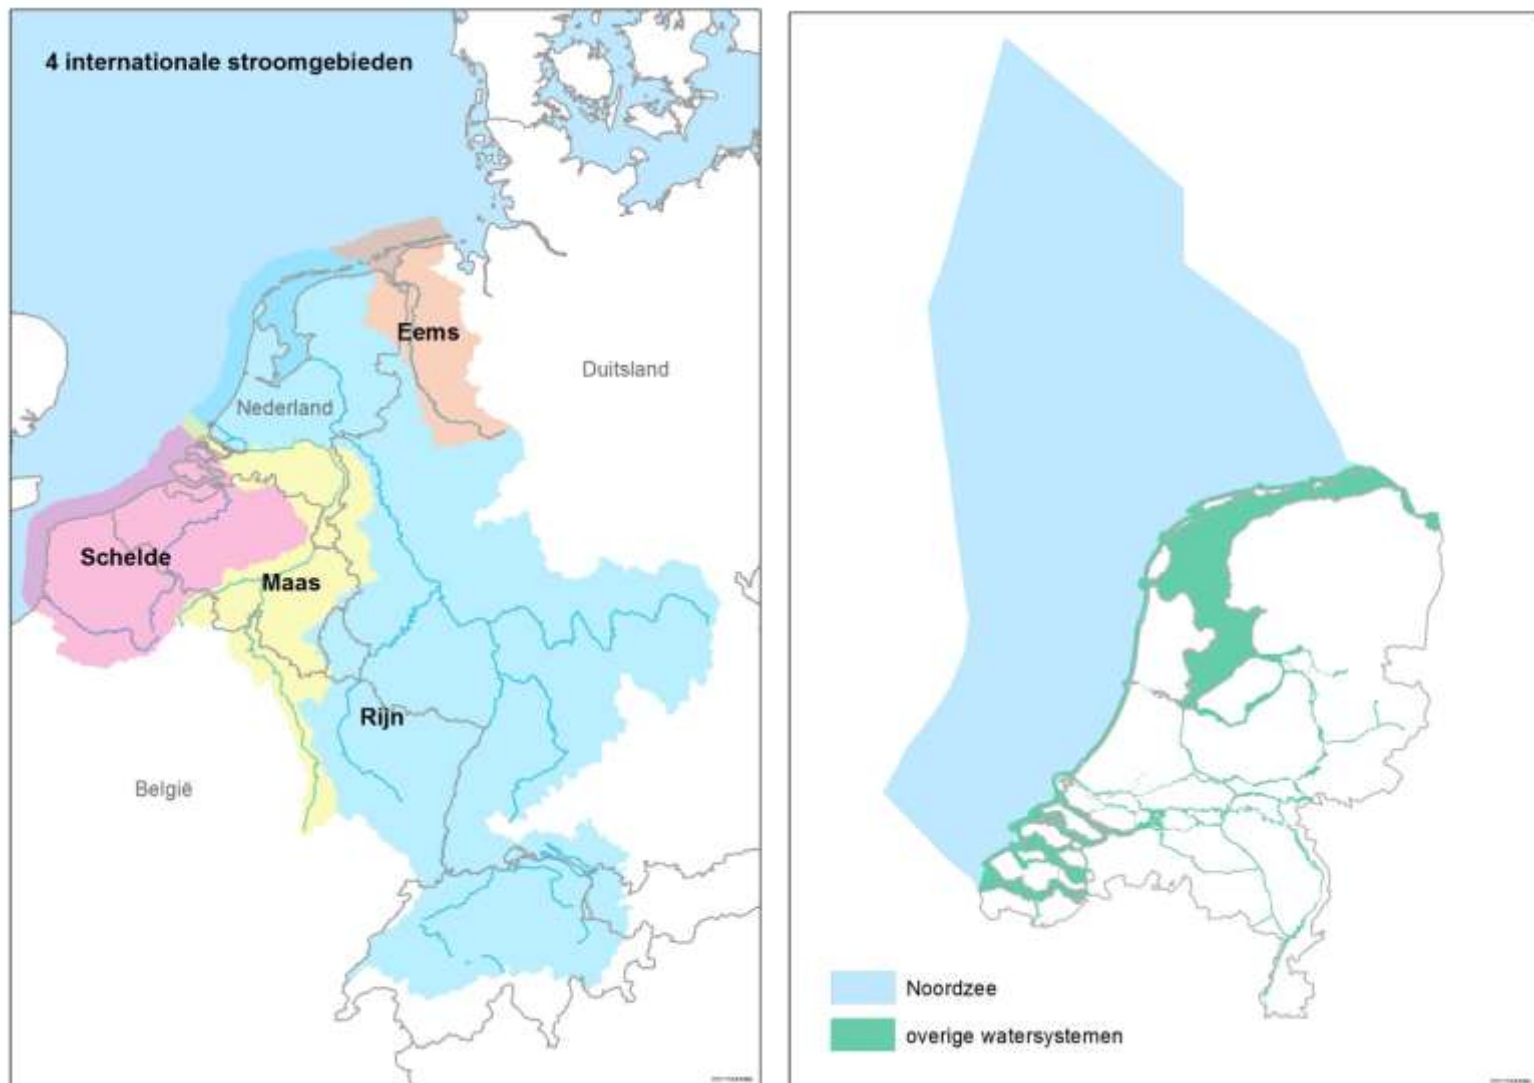 4 internationale stroomgebieden
Eems
Duitsland
Nederland
Schelde
Maas
Rijn
België
Noordzee
overige watersystemen